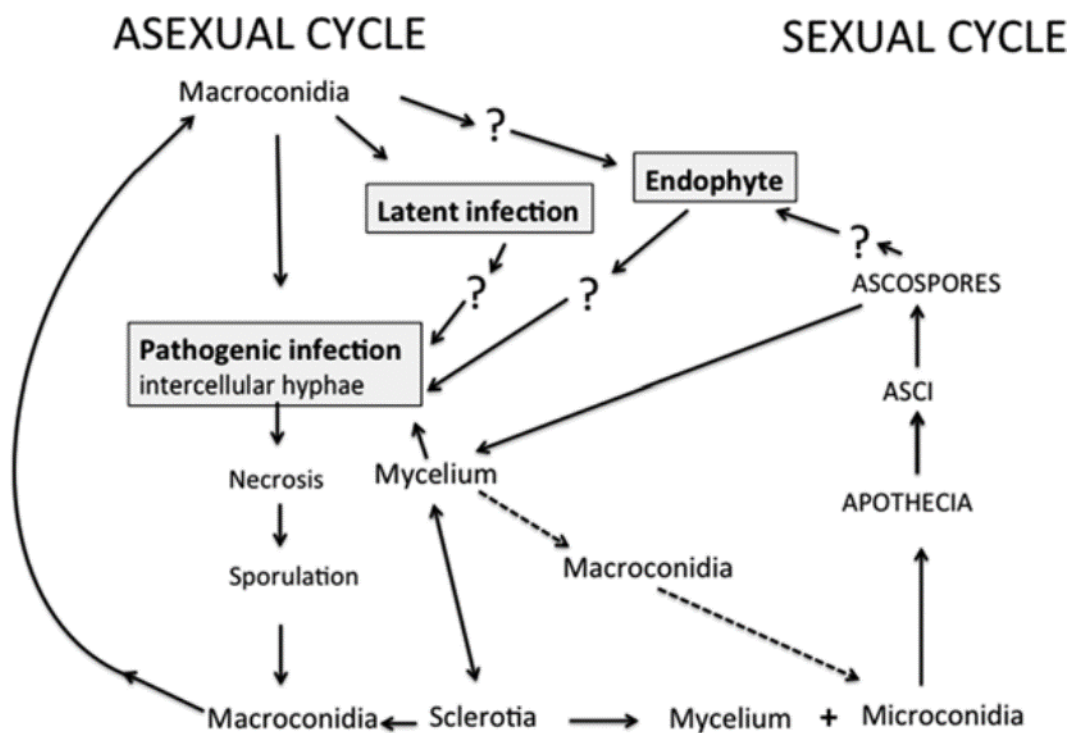 ASEXUAL CYCLE
SEXUAL CYCLE
Macroconidia
?
Endophyte
Latent infection
?
ASCOSPORES
?
?
Pathogenic infection
intercellular hyphae
ASCI
Necrosis
Mycelium
APOTHECIA
Macroconidia
Sporulation
Macroconidia
Sclerotia
Mycelium + Microconidia